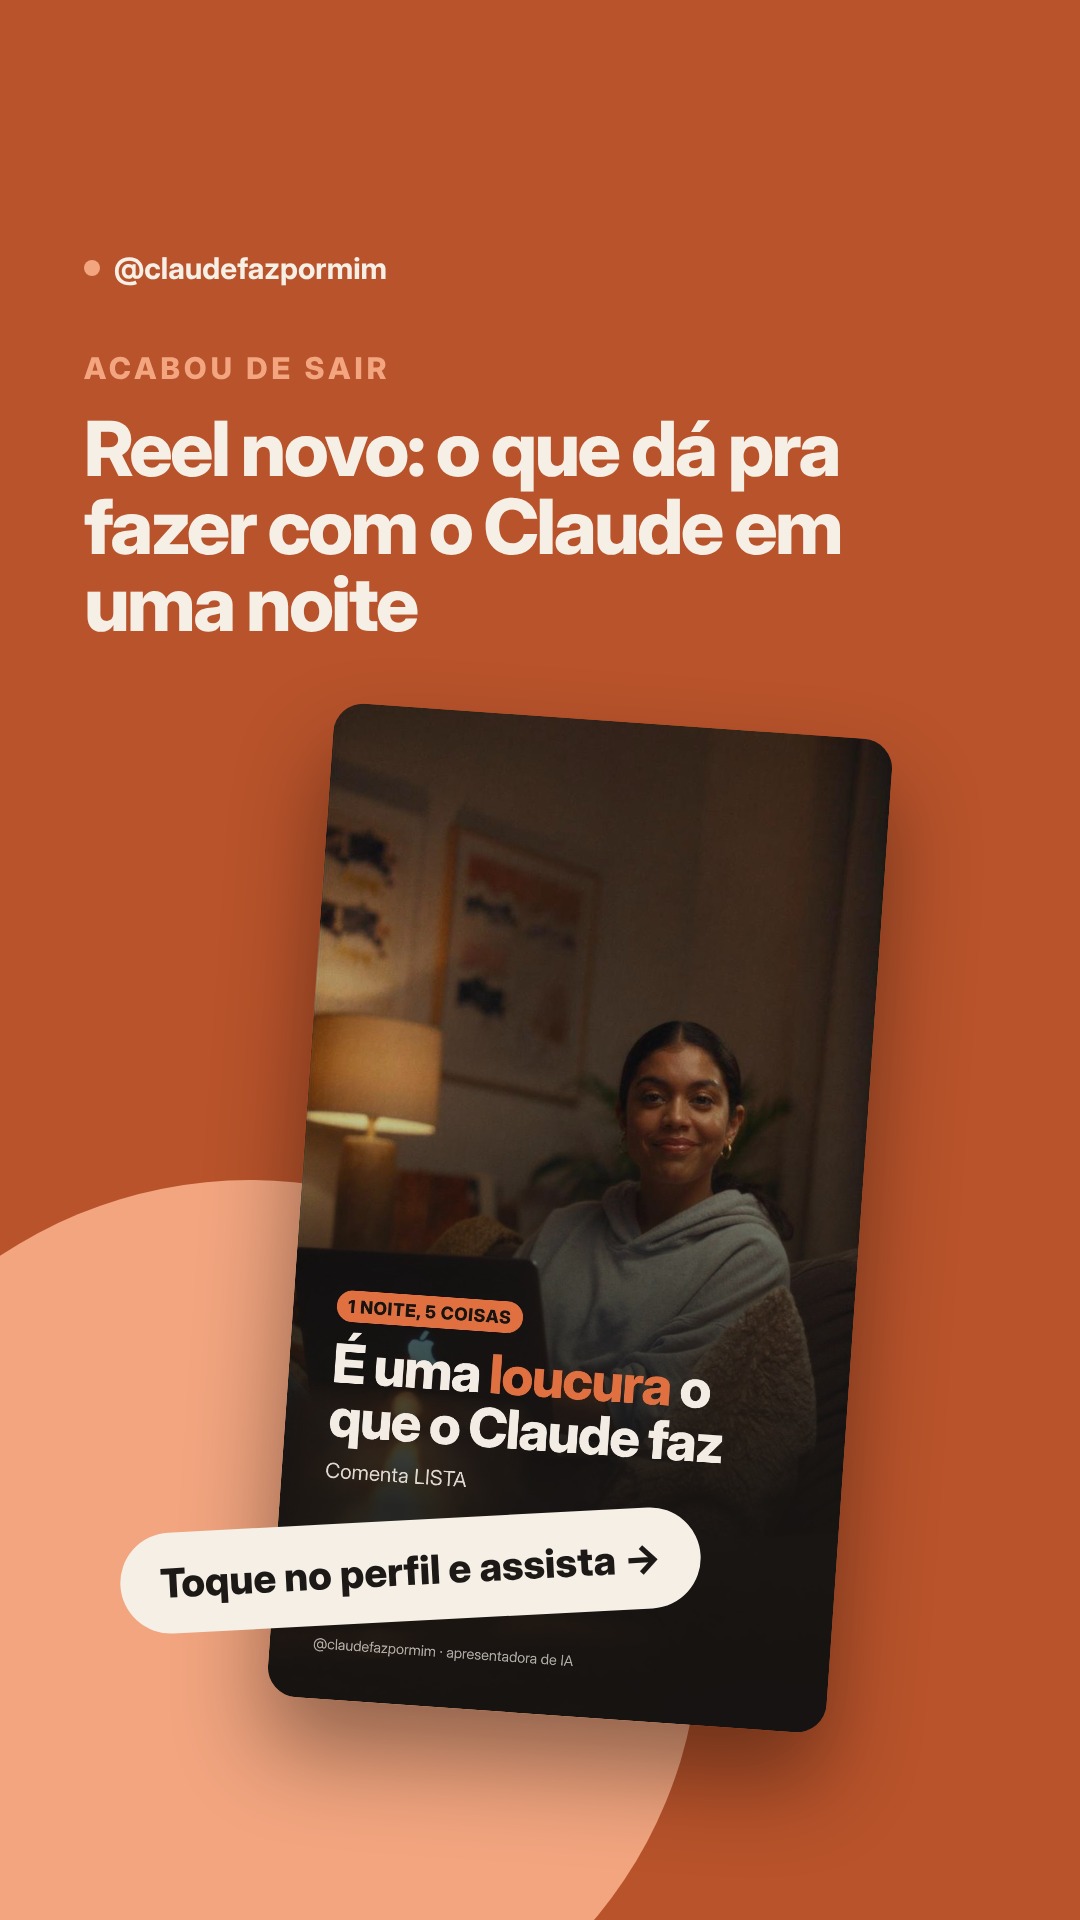 @claudefazpormim
ACABOU DE SAIR
Reel novo: o que dá pra
fazer com o Claude em
uma noite
1 NOITE, 5 COISAS
É uma loucura o
que o Claude faz
Comenta LISTA
Toque no perfil e assista →
@claudefazpormim · apresentadora de IA